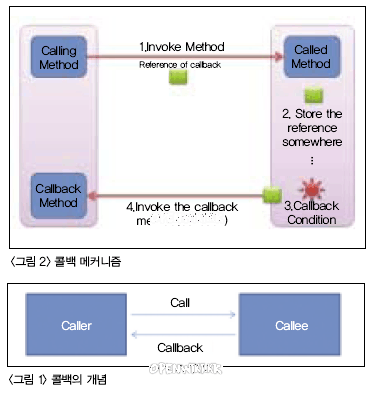 Calling
Method
1.Invoke Method
Reference of callback
Called
Method
2. Store the
reference
somewhere
...
Callback
Method
4.Invoke the callback
3.Callback
Condition
<그림 2> 콜백 메커니즘
Caller
Call
Callback
Callee
<그림 1> 콜백의 개념